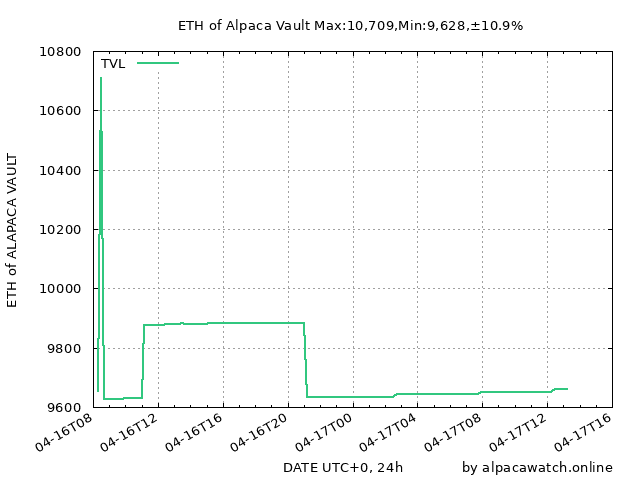 ETH of Alpaca Vault Max:10,709,Min:9,628,±10.9%
10800
TVL
10600
10400
10200
10000
9800
9600
ETH of ALAPACA VAULT
04-16T08
04-16T12
04-16T16
04-16T20
04-17T00
04-17T04
04-17T08
04-17T12
04-17T16
DATE UTC+0, 24h
by alpacawatch.online